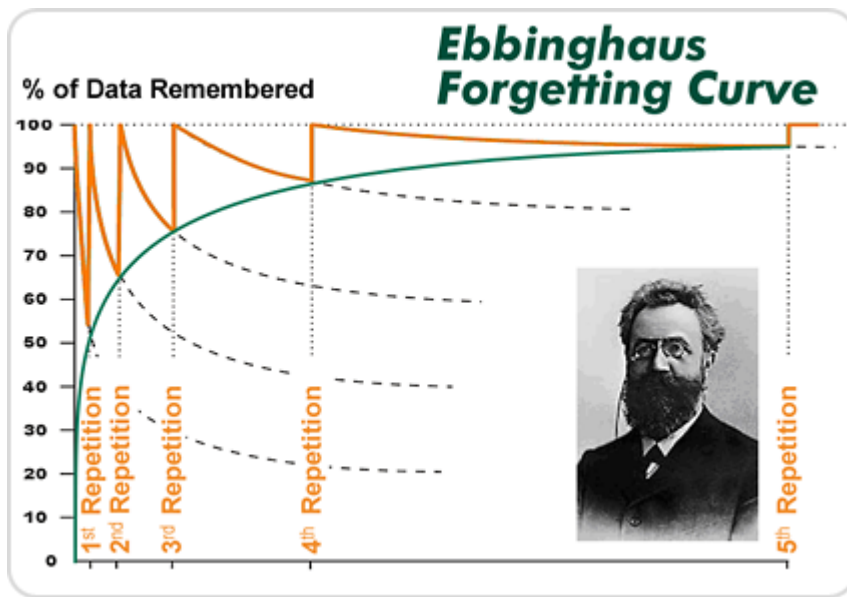 Ebbinghaus
Forgetting Curve
% of Data Remembered
100
90
80
70
60
50
40
30
20
10
0
1st Repetition
2nd Repetition
3rd Repetition
4th Repetition
5th Repetition